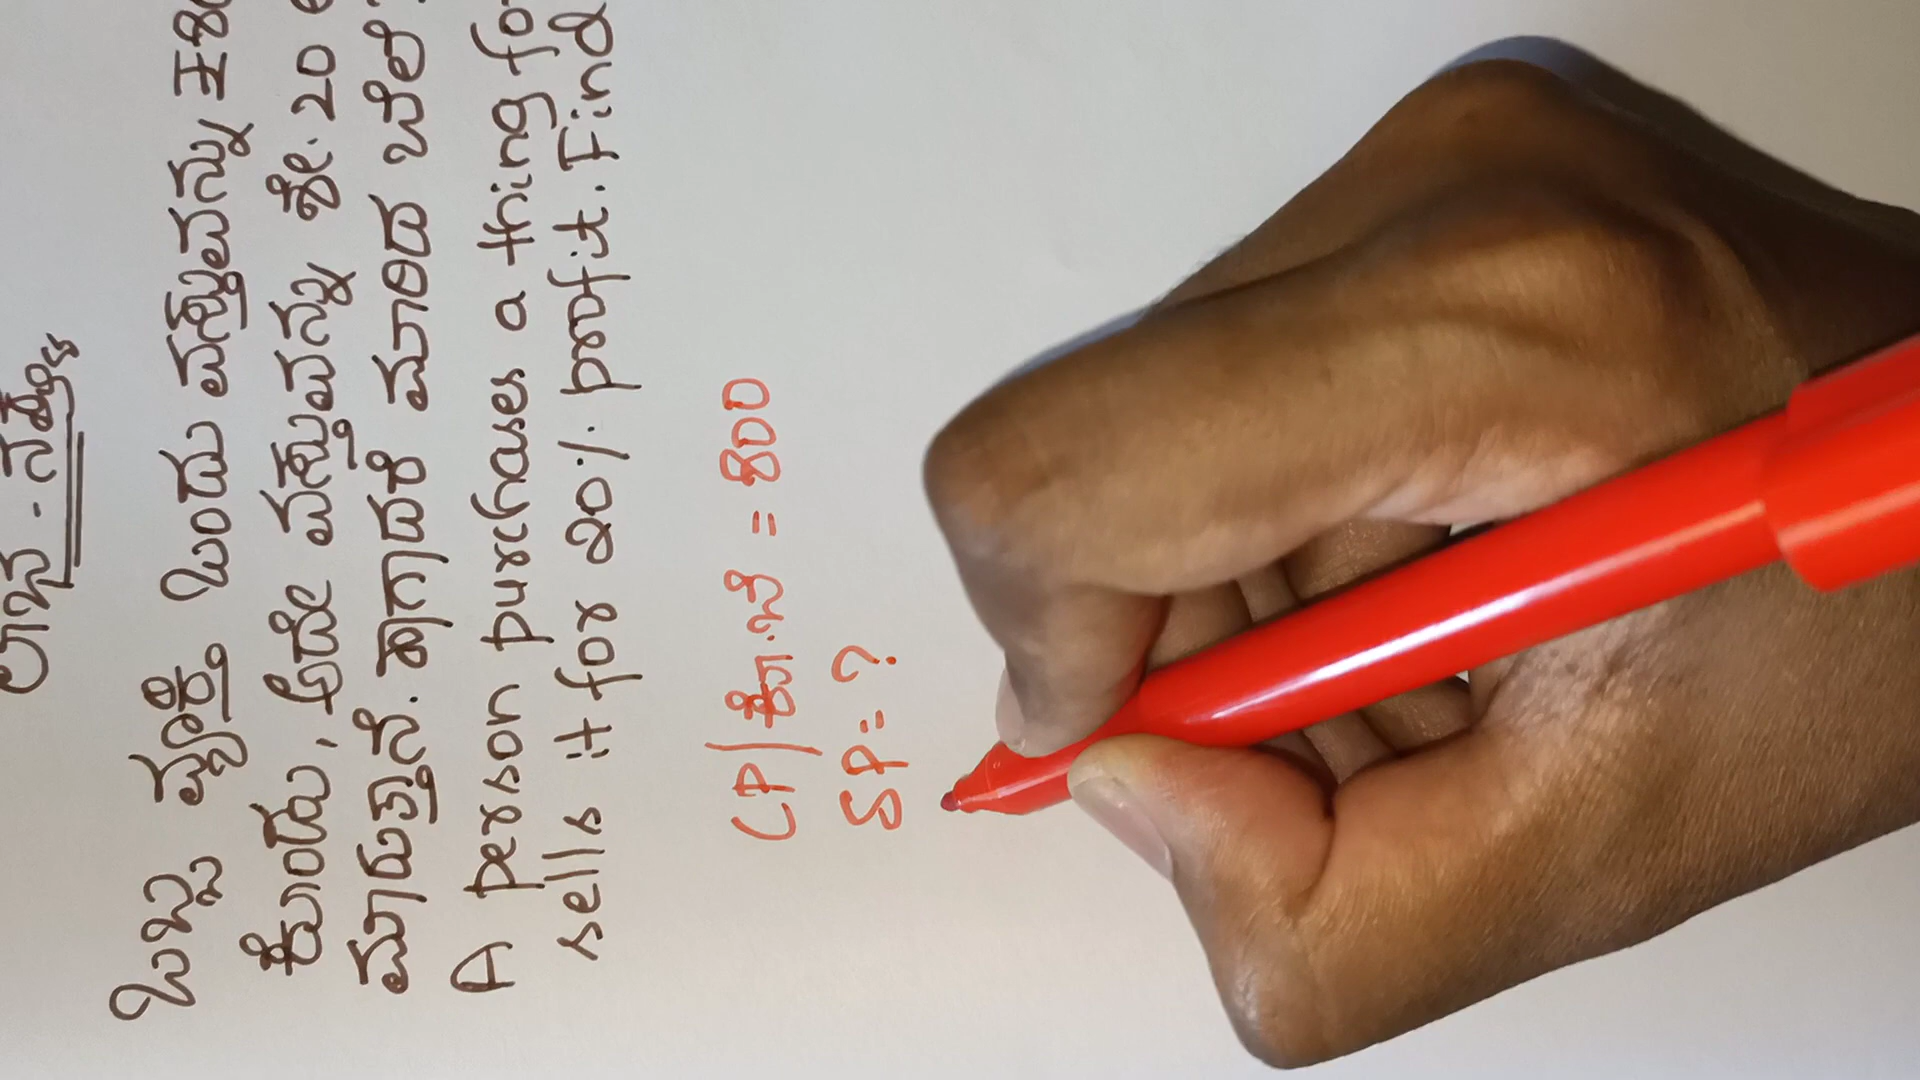 ಲಾಭ - ನಷ್ಟ
ಒಬ್ಬ ವ್ಯಕ್ತಿ ಒಂದು ವಸ್ತುವನ್ನು ₹80
ಕೊಂಡು, ಅದೇ ವಸ್ತುವನ್ನು ಶೇ. 20
ಮಾರುತ್ತಾನೆ. ಹಾಗಾದರೆ ಮಾರಿದ ಬೆಲೆ
A person purchases a thing fo
sells it for 20% profit. Find
CP|ಕೊ.ಬೆ = 800
SP = ?